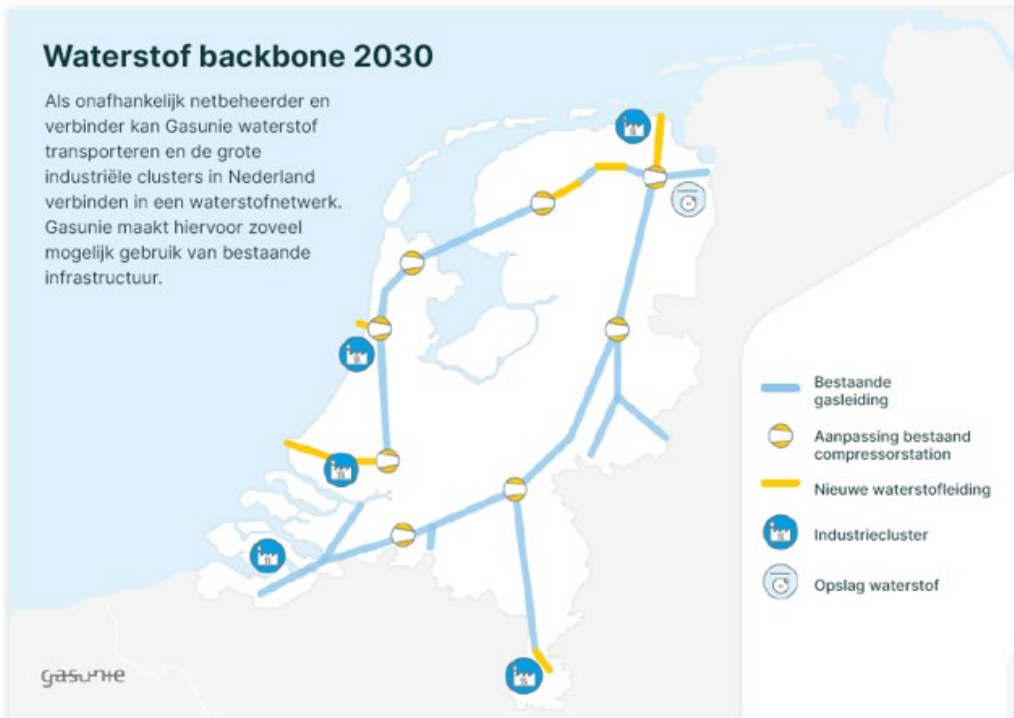 Waterstof backbone 2030
Als onafhankelijk netbeheerder en
verbinder kan Gasunie waterstof
transporteren en de grote
industriële clusters in Nederland
verbinden in een waterstofnetwerk.
Gasunie maakt hiervoor zoveel
mogelijk gebruik van bestaande
infrastructuur.
Bestaande
gasleiding
Aanpassing bestaand
compressorstation
Nieuwe waterstofleiding
Industriecluster
Opslag waterstof
gasunie